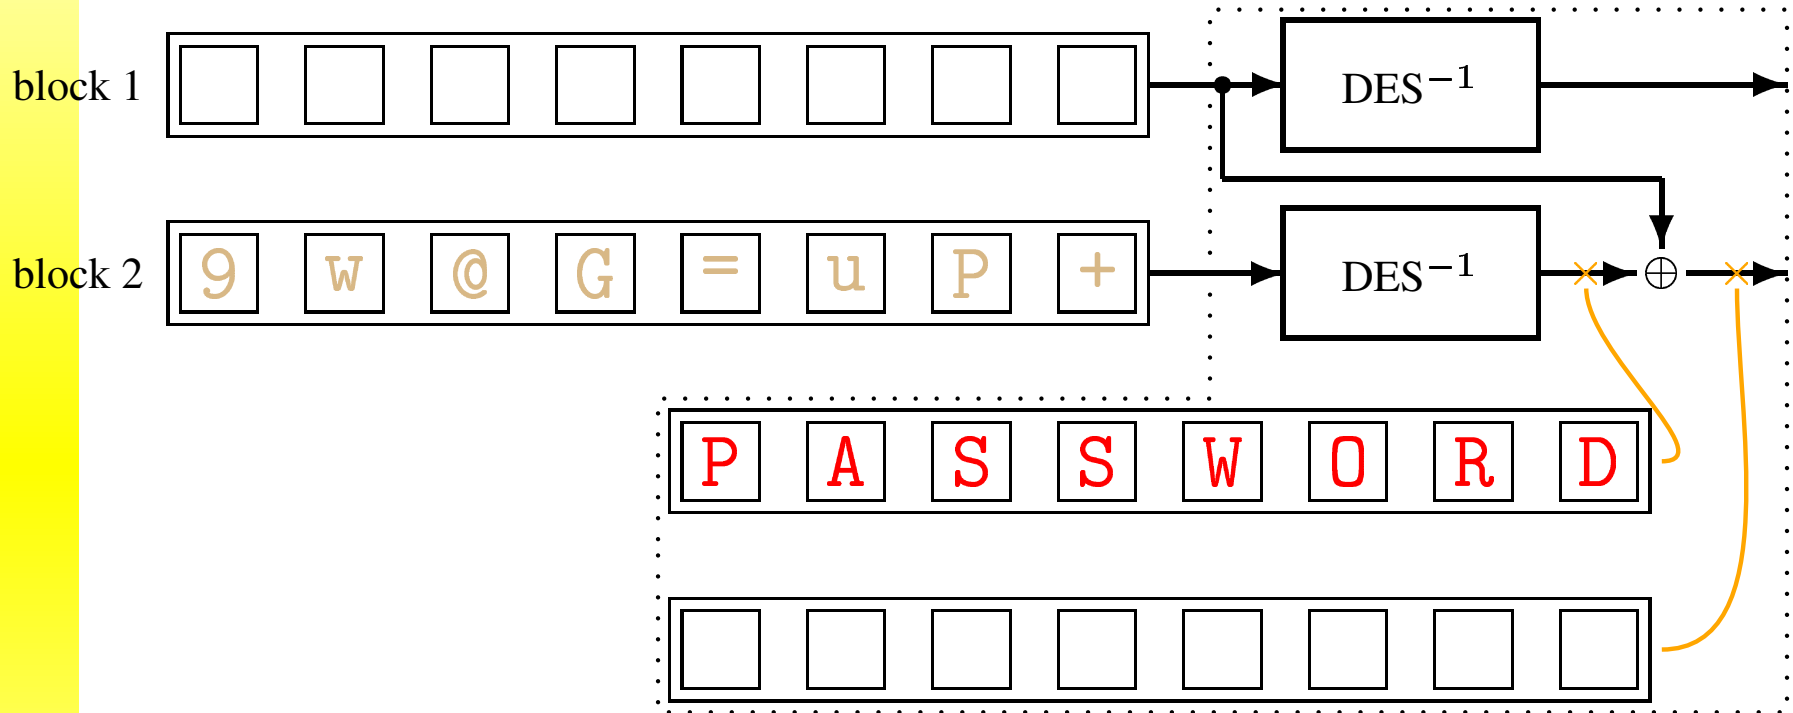 block 1
DES⁻¹
block 2 9 w @ G = u P +
DES⁻¹
P A S S W O R D